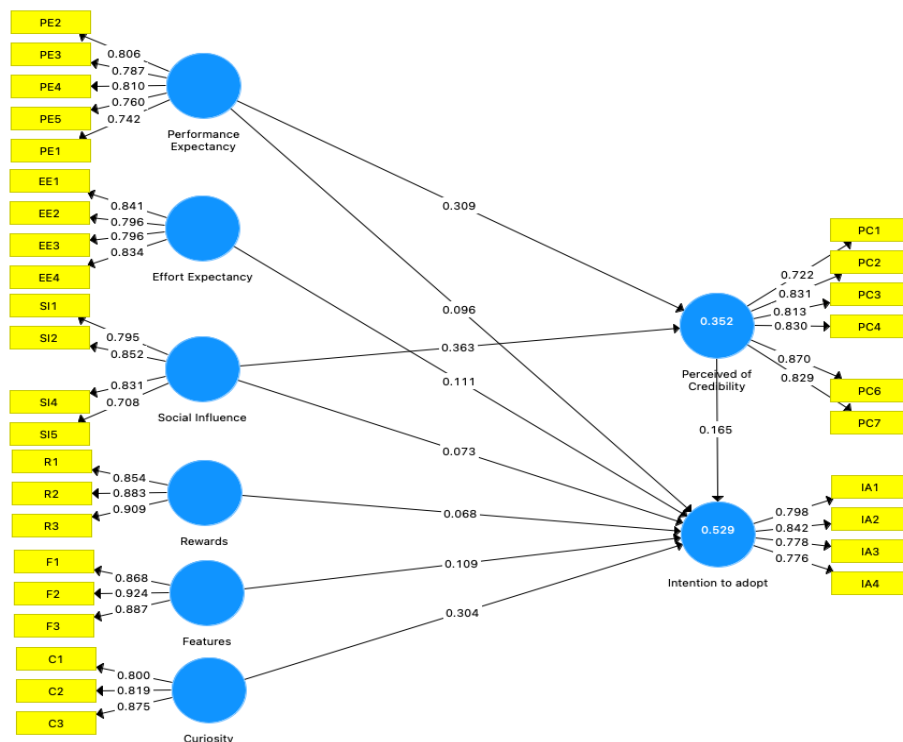 PE2
PE3
PE4
PE5
PE1
0.806
0.787
0.810
0.760
0.742
Performance
Expectancy
EE1
EE2
EE3
EE4
0.841
0.796
0.796
0.834
Effort Expectancy
SI1
SI2
SI4
SI5
0.795
0.852
0.831
0.708
Social Influence
R1
R2
R3
0.854
0.883
0.909
Rewards
F1
F2
F3
0.868
0.924
0.887
Features
C1
C2
C3
0.800
0.819
0.875
Curiosity
0.309
0.096
0.363
0.111
0.073
0.068
0.109
0.304
0.352
Perceived of
Credibility
0.165
0.722
0.831
0.813
0.830
0.870
0.829
PC1
PC2
PC3
PC4
PC6
PC7
0.529
Intention to adopt
0.798
0.842
0.778
0.776
IA1
IA2
IA3
IA4